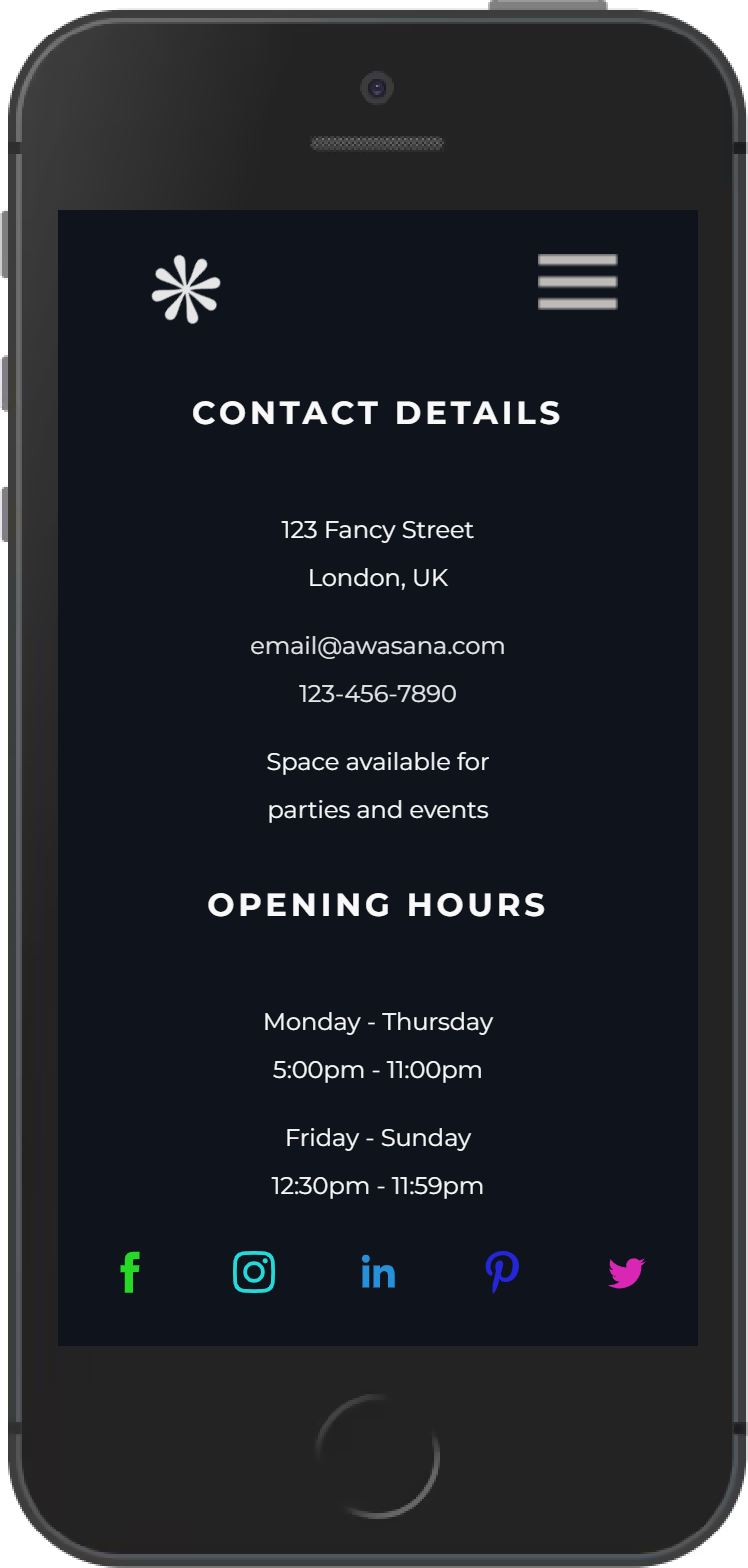 CONTACT DETAILS
123 Fancy Street
London, UK
email@awasana.com
123-456-7890
Space available for
parties and events
OPENING HOURS
Monday - Thursday
5:00pm - 11:00pm
Friday - Sunday
12:30pm - 11:59pm